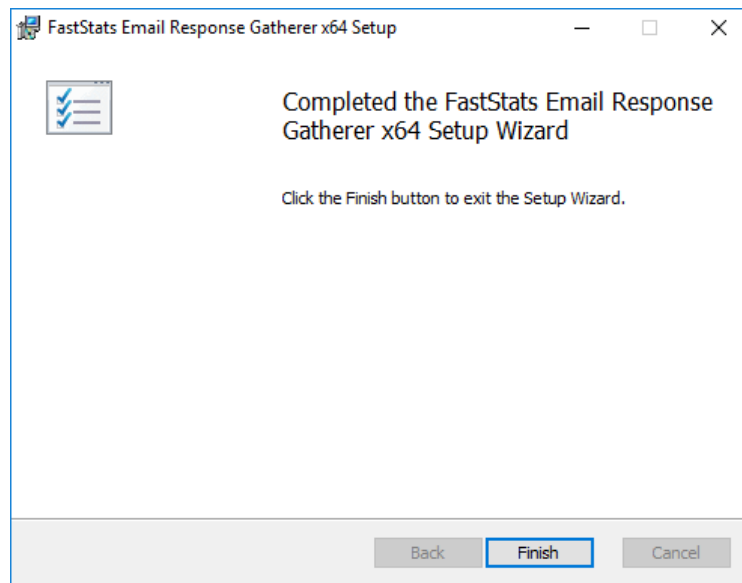 FastStats Email Response Gatherer x64 Setup
Completed the FastStats Email Response
Gatherer x64 Setup Wizard
Click the Finish button to exit the Setup Wizard.
Back
Finish
Cancel